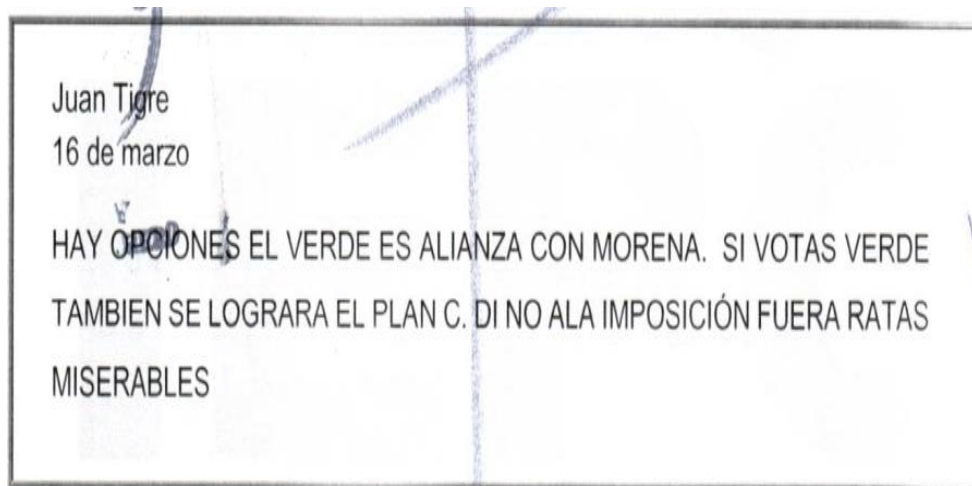 Juan Tigre
16 de marzo
HAY OPCIONES EL VERDE ES ALIANZA CON MORENA. SI VOTAS VERDE
TAMBIEN SE LOGRARA EL PLAN C. DI NO ALA IMPOSICIÓN FUERA RATAS
MISERABLES